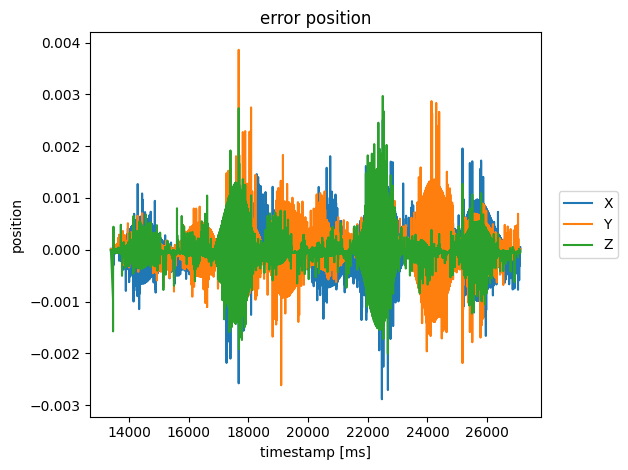 error position
0.004
0.003
0.002
0.001
0.000
−0.001
−0.002
−0.003
position
14000 16000 18000 20000 22000 24000 26000
timestamp [ms]
X
Y
Z